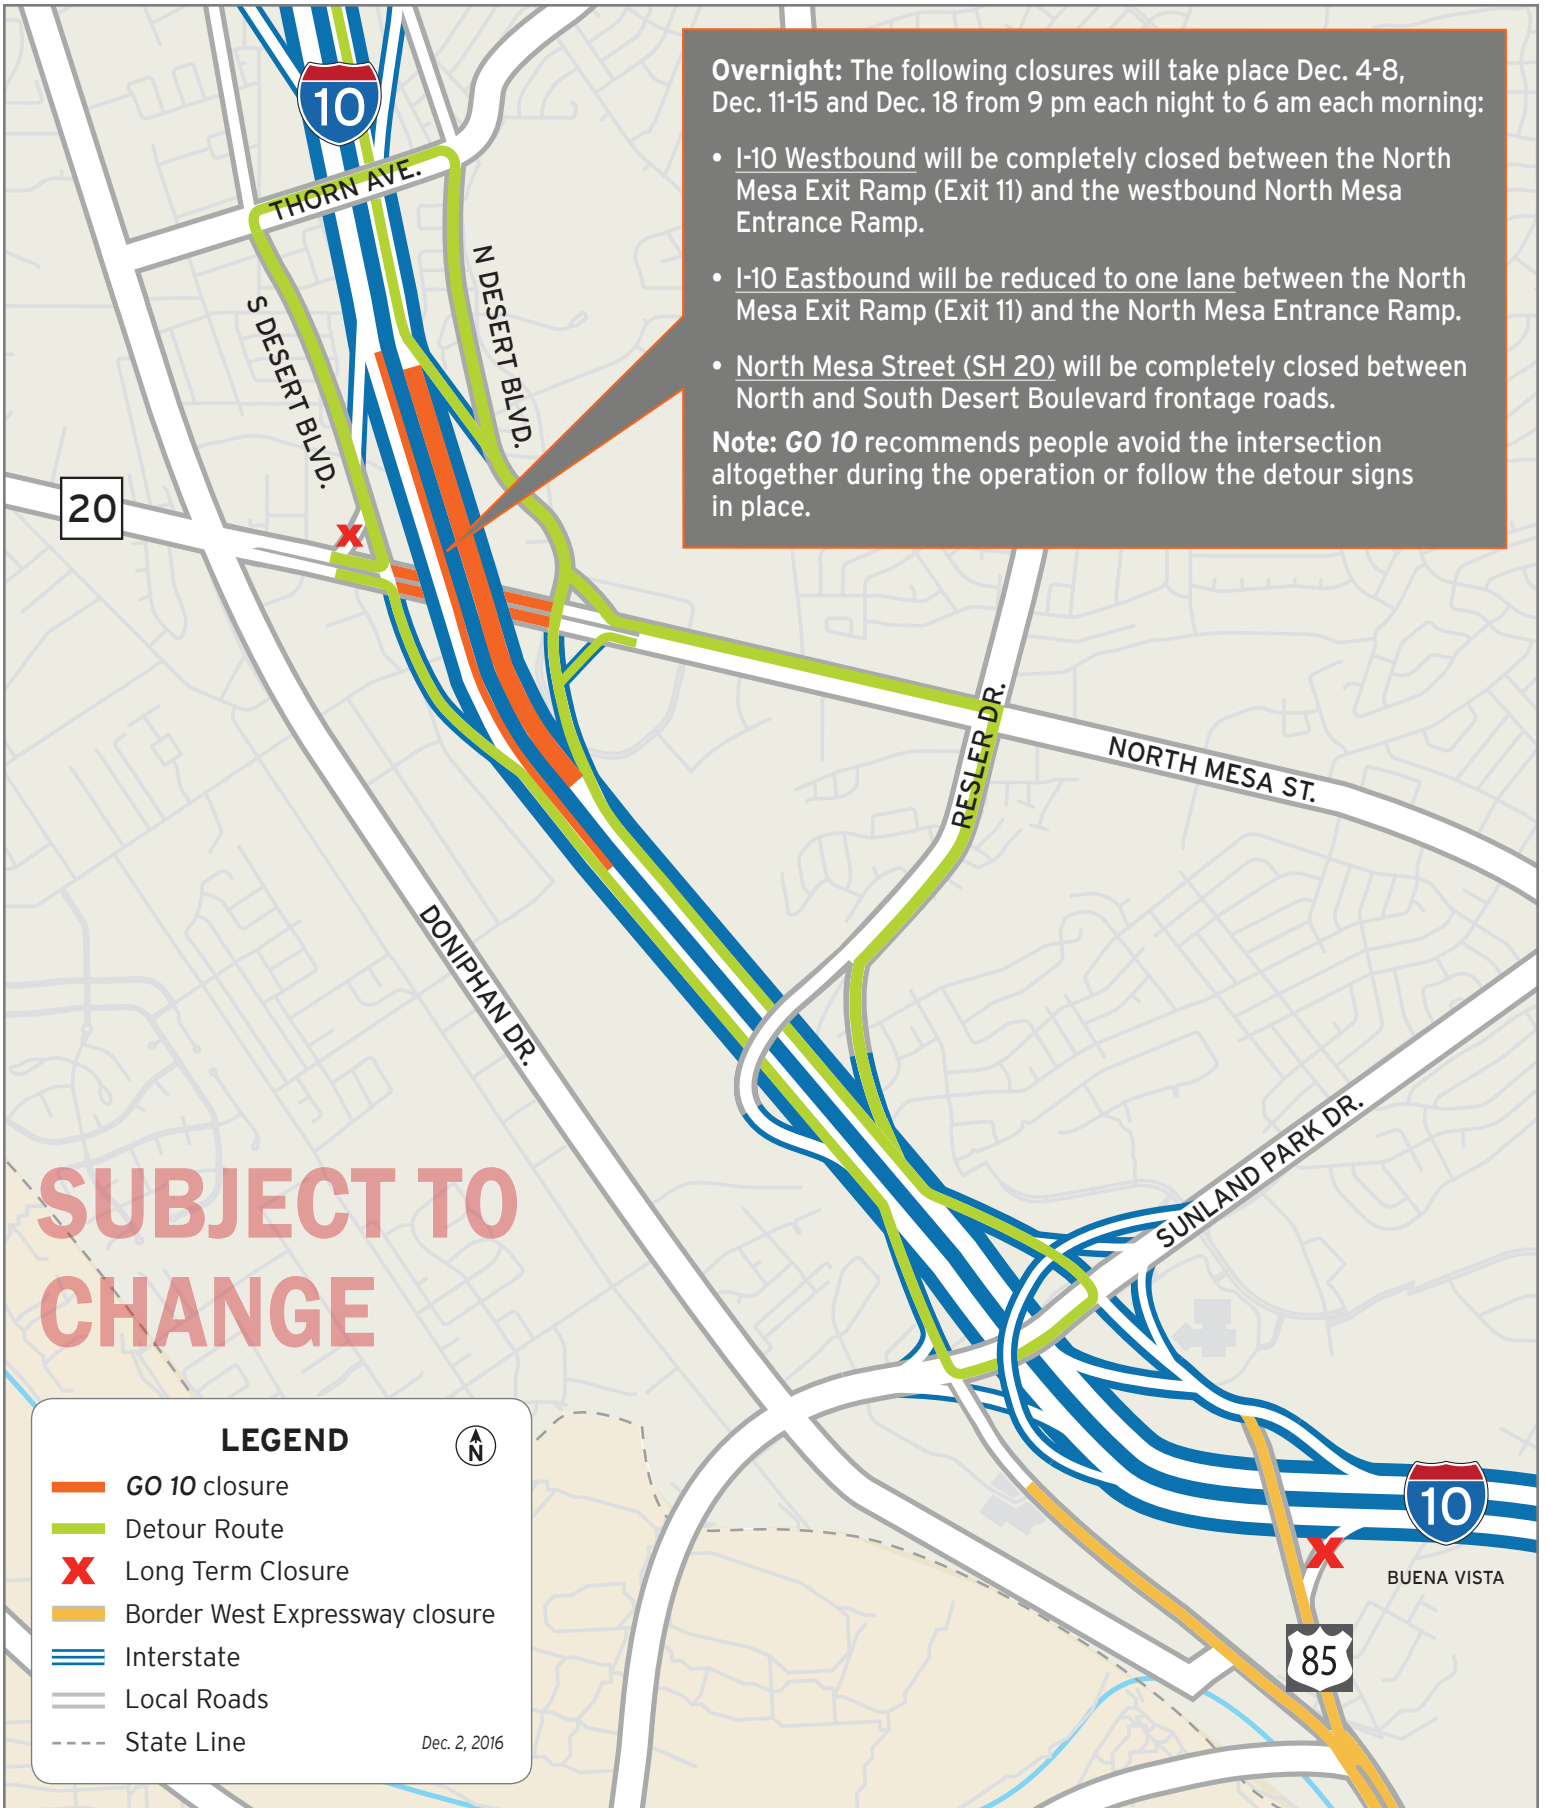 10
Overnight: The following closures will take place Dec. 4-8,
Dec. 11-15 and Dec. 18 from 9 pm each night to 6 am each morning:
• I-10 Westbound will be completely closed between the North
Mesa Exit Ramp (Exit 11) and the westbound North Mesa
Entrance Ramp.
• I-10 Eastbound will be reduced to one lane between the North
Mesa Exit Ramp (Exit 11) and the North Mesa Entrance Ramp.
• North Mesa Street (SH 20) will be completely closed between
North and South Desert Boulevard frontage roads.
Note: GO 10 recommends people avoid the intersection
altogether during the operation or follow the detour signs
in place.
THORN AVE.
N DESERT BLVD.
S DESERT BLVD.
20
X
RESLER DR.
NORTH MESA ST.
DONIPHAN DR.
SUNLAND PARK DR.
SUBJECT TO
CHANGE
10
X
BUENA VISTA
85
LEGEND
N
GO 10 closure
Detour Route
X Long Term Closure
Border West Expressway closure
Interstate
Local Roads
State Line
Dec. 2, 2016